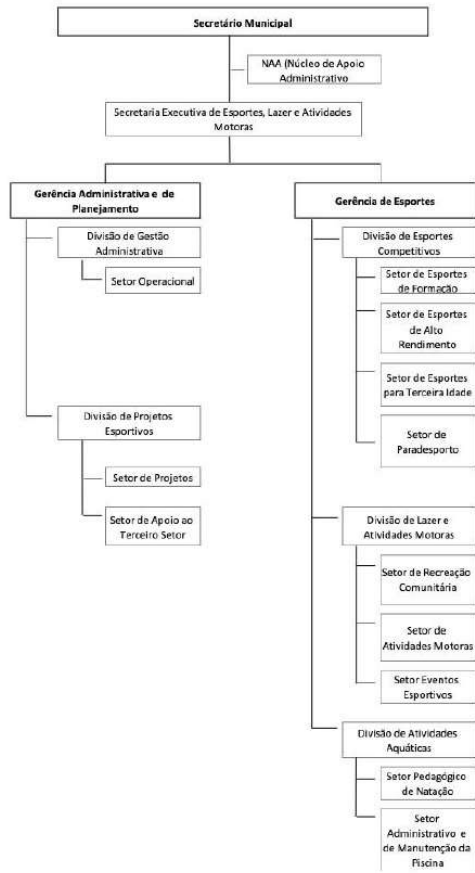 Secretário Municipal
NAA (Núcleo de Apoio
Administrativo
Secretaria Executiva de Esportes, Lazer e Atividades
Motoras
Gerência Administrativa e de
Planejamento
Divisão de Gestão
Administrativa
Setor Operacional
Divisão de Projetos
Esportivos
Setor de Projetos
Setor de Apoio ao
Terceiro Setor
Gerência de Esportes
Divisão de Esportes
Competitivos
Setor de Esportes
de Formação
Setor de Esportes
de Alto
Rendimento
Setor de Esportes
para Terceira Idade
Setor de
Paradesporto
Divisão de Lazer e
Atividades Motoras
Setor de Recreação
Comunitária
Setor de
Atividades Motoras
Setor Eventos
Esportivos
Divisão de Atividades
Aquáticas
Setor Pedagógico
de Natação
Setor
Administrativo e
de Manutenção da
Piscina